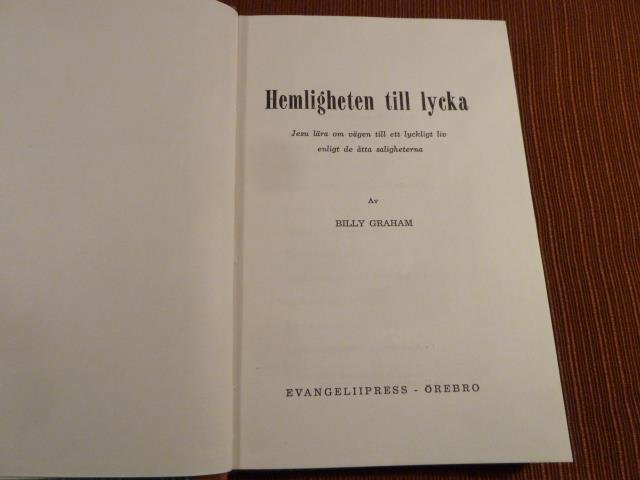 Hemligheten till lycka
Jesu lära om vägen till ett lyckligt liv
enligt de åtta saligheterna
Av
BILLY GRAHAM
EVANGELIIPRESS - ÖREBRO